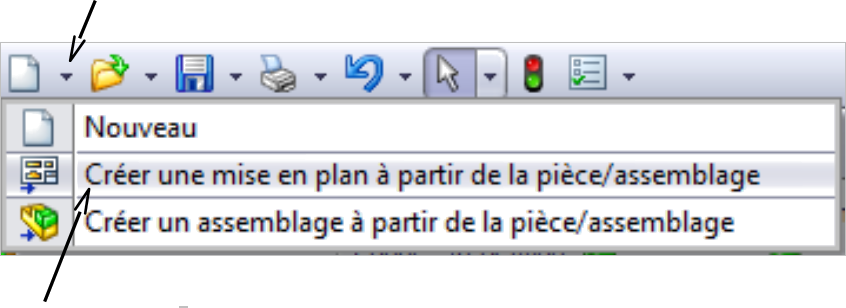 Nouveau
Créer une mise en plan à partir de la pièce/assemblage
Créer un assemblage à partir de la pièce/assemblage